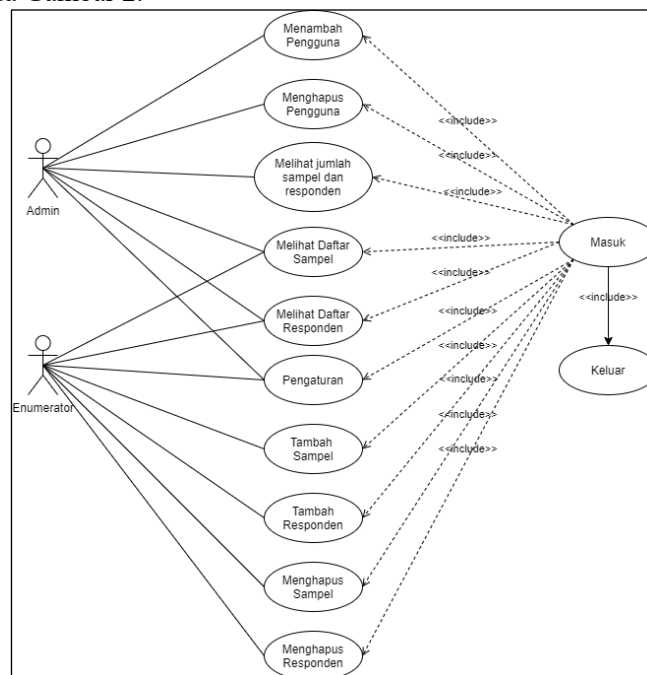 Gambar 2.
Menambah
Pengguna
Menghapus
Pengguna
<<include>>
<<include>>
Melihat jumlah
sampel dan
responden
<<include>>
Admin
Melihat Daftar
Sampel
<<include>>
Masuk
<<include>>
Melihat Daftar
Responden
<<include>>
<<include>>
Enumerator
Pengaturan
<<include>>
Keluar
<<include>>
Tambah
Sampel
<<include>>
<<include>>
Tambah
Responden
Menghapus
Sampel
Menghapus
Responden